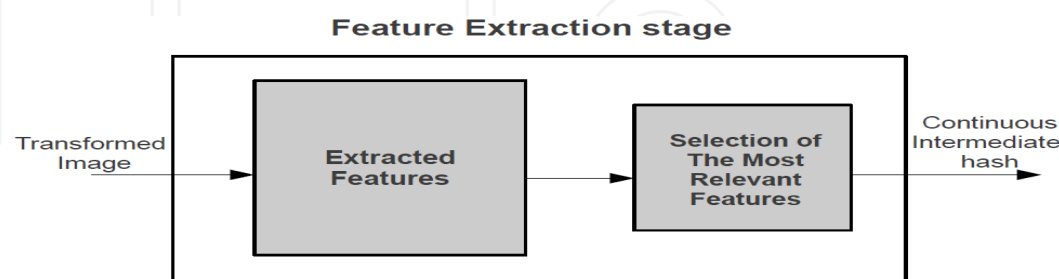 Feature Extraction stage
Transformed
Image
Extracted
Features
Selection of
The Most
Relevant
Features
Continuous
Intermediate
hash